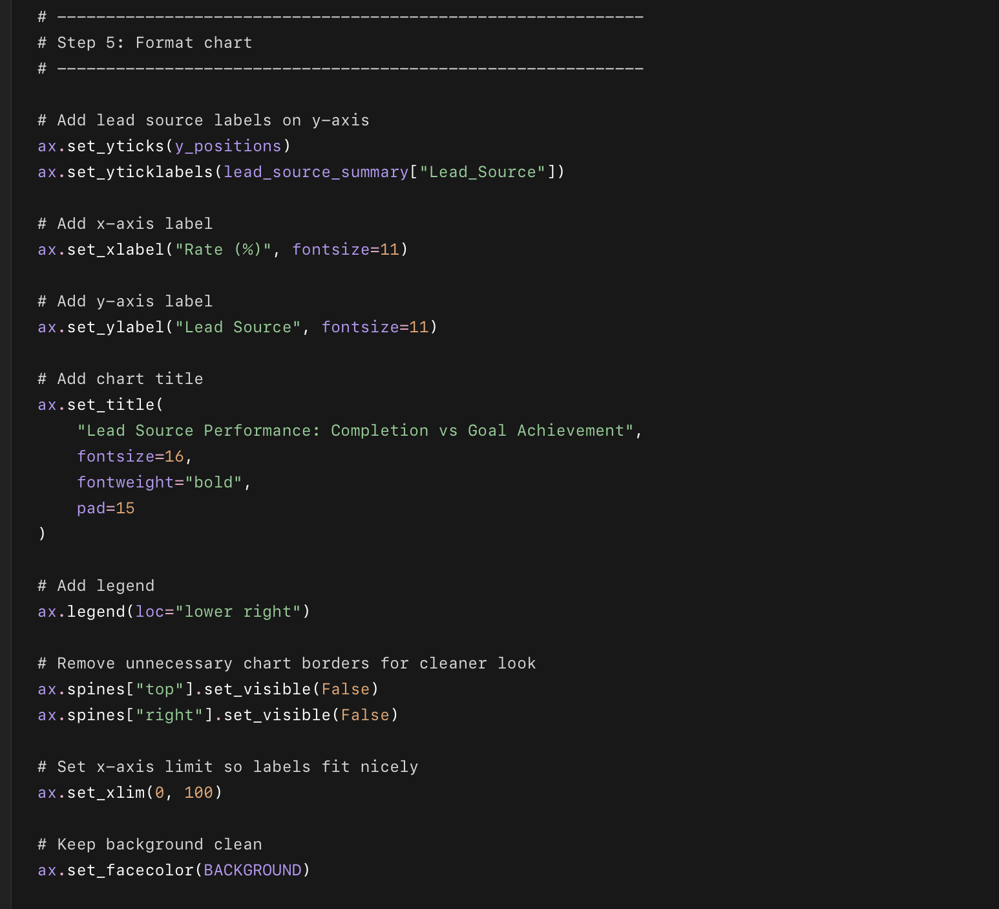 # ------------------------------------------------------------
# Step 5: Format chart
# ------------------------------------------------------------
# Add lead source labels on y-axis
ax.set_yticks(y_positions)
ax.set_yticklabels(lead_source_summary["Lead_Source"])
# Add x-axis label
ax.set_xlabel("Rate (%)", fontsize=11)
# Add y-axis label
ax.set_ylabel("Lead Source", fontsize=11)
# Add chart title
ax.set_title(
    "Lead Source Performance: Completion vs Goal Achievement",
    fontsize=16,
    fontweight="bold",
    pad=15
)
# Add legend
ax.legend(loc="lower right")
# Remove unnecessary chart borders for cleaner look
ax.spines["top"].set_visible(False)
ax.spines["right"].set_visible(False)
# Set x-axis limit so labels fit nicely
ax.set_xlim(0, 100)
# Keep background clean
ax.set_facecolor(BACKGROUND)